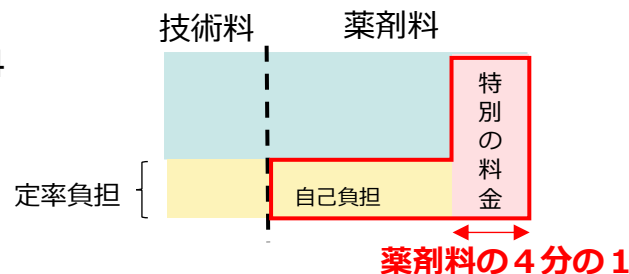 技術料
薬剤料
特別の料金
定率負担
自己負担
薬剤料の４分の１